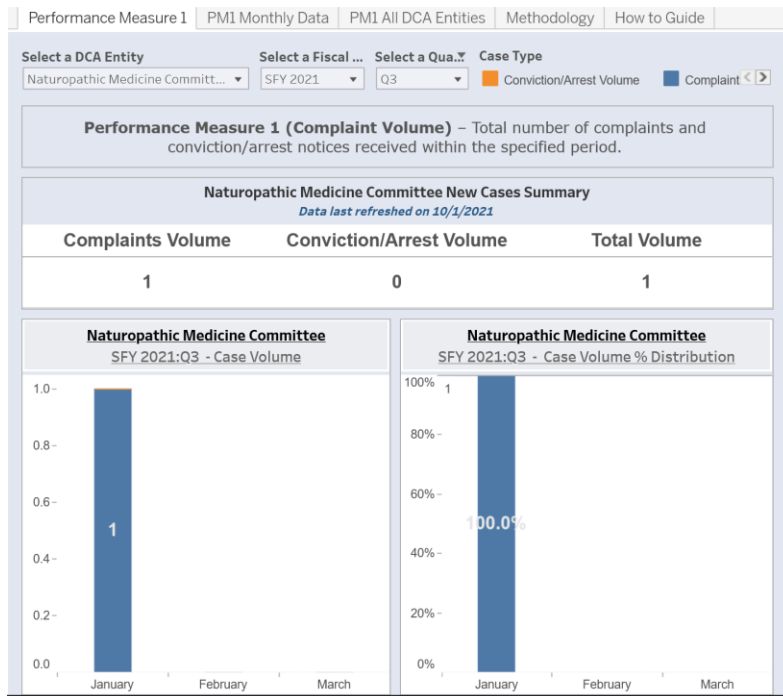 Performance Measure 1 PM1 Monthly Data PM1 All DCA Entities Methodology How to Guide
Select a DCA Entity Select a Fiscal ... Select a Qua.. Case Type
Naturopathic Medicine Committ... SFY 2021 Q3 Conviction/Arrest Volume Complaint
Performance Measure 1 (Complaint Volume) – Total number of complaints and
conviction/arrest notices received within the specified period.
Naturopathic Medicine Committee New Cases Summary
Data last refreshed on 10/1/2021
Complaints Volume Conviction/Arrest Volume Total Volume
1 0 1
Naturopathic Medicine Committee
SFY 2021:Q3 - Case Volume
1.0
0.8
0.6
1
0.4
0.2
0.0
January February March
Naturopathic Medicine Committee
SFY 2021:Q3 - Case Volume % Distribution
100% 1
80%
60%
100.0%
40%
20%
0%
January February March